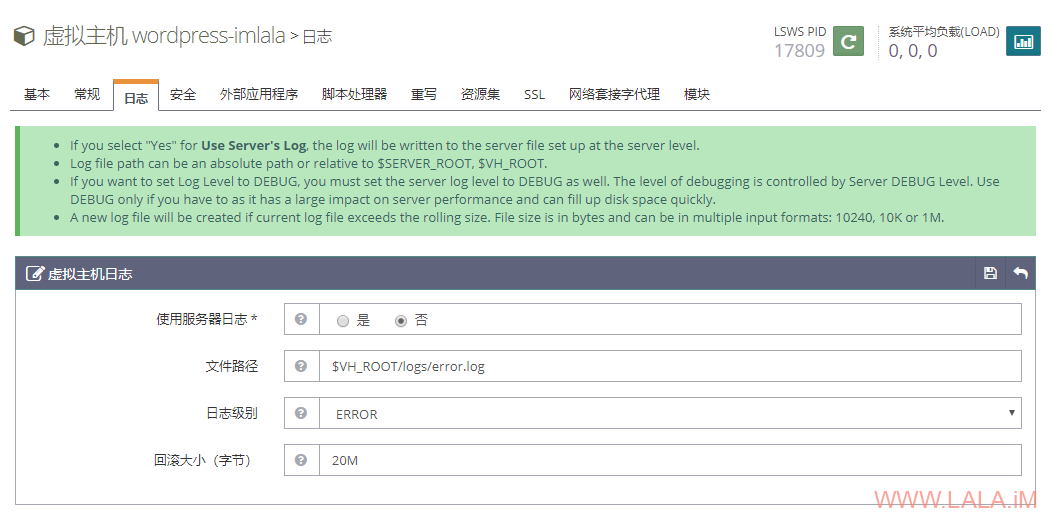 虚拟主机 wordpress-imlala > 日志
LSWS PID
17809
系统平均负载(LOAD)
0, 0, 0
基本 常规 日志 安全 外部应用程序 脚本处理器 重写 资源集 SSL 网络套接字代理 模块
If you select "Yes" for Use Server's Log, the log will be written to the server file set up at the server level.
Log file path can be an absolute path or relative to $SERVER_ROOT, $VH_ROOT.
If you want to set Log Level to DEBUG, you must set the server log level to DEBUG as well. The level of debugging is controlled by Server DEBUG Level. Use
DEBUG only if you have to as it has a large impact on server performance and can fill up disk space quickly.
A new log file will be created if current log file exceeds the rolling size. File size is in bytes and can be in multiple input formats: 10240, 10K or 1M.
虚拟主机日志
使用服务器日志 * 是 否
文件路径 $VH_ROOT/logs/error.log
日志级别 ERROR
回滚大小（字节） 20M
WWW.LALA.iM